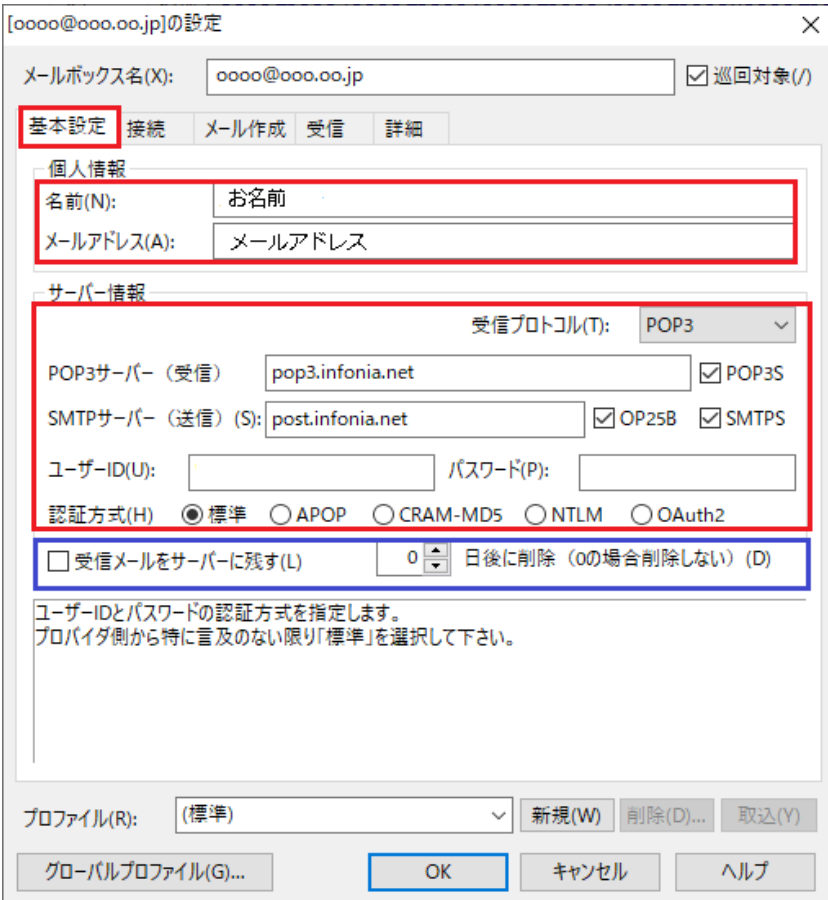 [oooo@ooo.oo.jp]の設定
メールボックス名(X): oooo@ooo.oo.jp 巡回対象(/)
基本設定 接続 メール作成 受信 詳細
個人情報
名前(N): お名前
メールアドレス(A): メールアドレス
サーバー情報
受信プロトコル(T): POP3
POP3サーバー（受信） pop3.infonia.net POP3S
SMTPサーバー（送信）(S): post.infonia.net OP25B SMTPS
ユーザーID(U): パスワード(P):
認証方式(H) 標準 APOP CRAM-MD5 NTLM OAuth2
受信メールをサーバーに残す(L) 0 日後に削除（0の場合削除しない）(D)
ユーザーIDとパスワードの認証方式を指定します。
プロバイダ側から特に言及のない限り「標準」を選択して下さい。
プロファイル(R): (標準) 新規(W) 削除(D)... 取込(Y)
グローバルプロファイル(G)... OK キャンセル ヘルプ